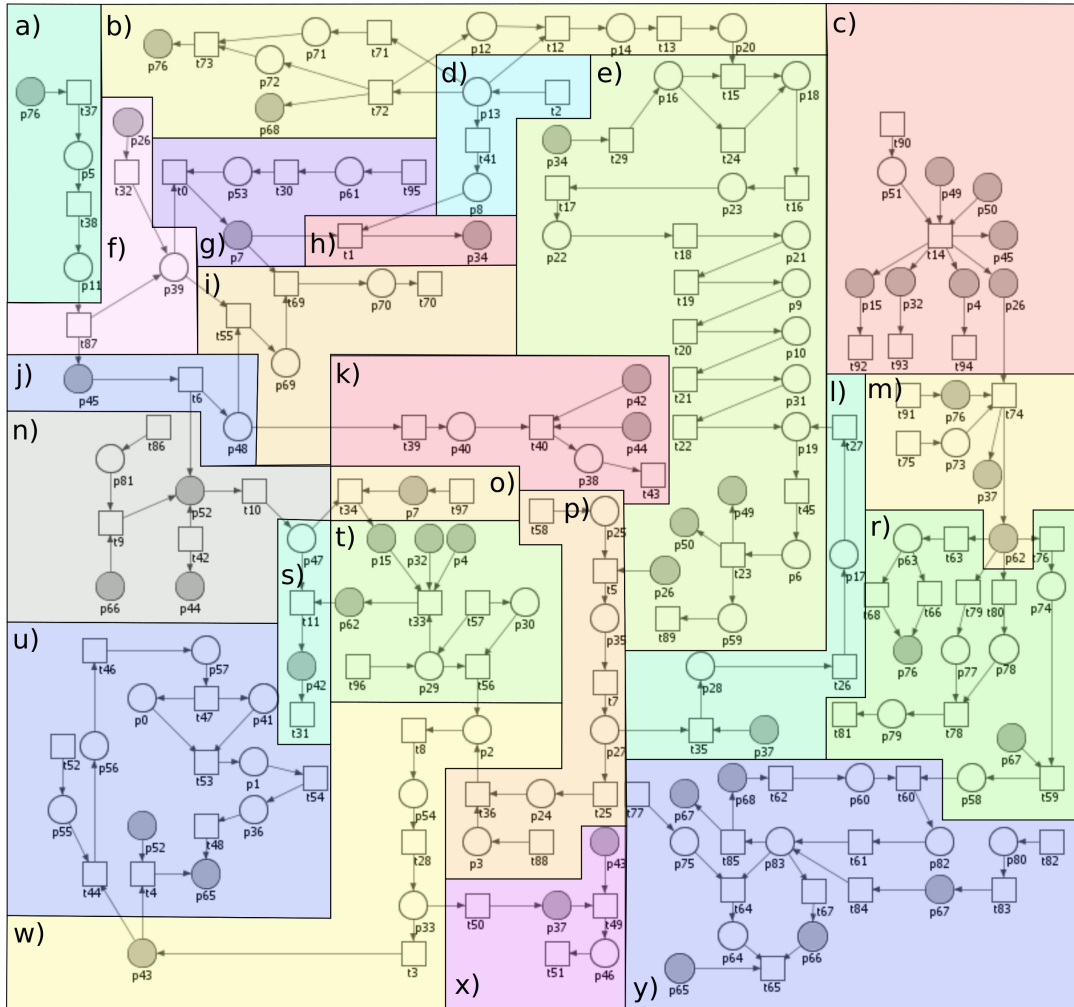 a)
b)
c)
d)
e)
f)
g)
h)
i)
j)
k)
l)
m)
n)
o)
p)
r)
s)
t)
u)
w)
x)
y)
p76
t73
p71
t71
p12
t12
p14
t13
p20
p72
p68
t72
p13
t2
p16
t15
p18
p76
t37
p26
t41
p34
t29
t24
t90
p5
t32
t0
p53
t30
p61
t95
p8
t17
p23
t16
p51
p49
p50
t38
p7
t1
p34
p22
t18
p21
t14
p45
p11
p39
t69
p70
t70
t19
p9
p15
p32
p4
p26
t87
t55
p69
t20
p10
t92
t93
t94
p45
t6
p42
t21
p31
t91
p76
t74
p48
t39
p40
t40
p44
t22
p19
t27
t75
p73
p38
t43
p37
t86
p81
p52
t10
t34
p7
t97
t58
p25
p49
t45
t9
t42
p47
p15
p32
p4
p50
t23
p6
p17
p63
t63
p62
t76
p66
p44
t11
p62
t33
t57
p30
t5
p26
p35
t89
p59
t68
t66
t79
t80
p74
t46
p57
p42
t96
p29
t56
t7
p28
t26
p76
p77
p78
p0
t47
p41
t31
t8
p2
p27
t35
p37
t81
p79
t78
t52
p56
t53
p1
t54
p67
p55
p36
p54
t36
p24
t25
t77
p67
p68
t62
p60
t60
p58
t59
p52
t48
t28
p3
t88
p43
p75
t85
p83
t61
p82
p80
t82
t44
t4
p65
p33
t50
p37
t49
t64
t67
t84
p67
t83
p43
t3
t51
p46
p64
p66
p65
t65